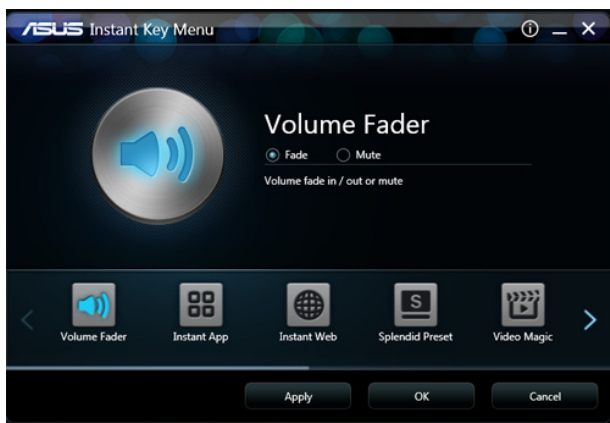 ASUS Instant Key Menu
Volume Fader
Fade Mute
Volume fade in / out or mute
S
Volume Fader Instant App Instant Web Splendid Preset Video Magic
Apply OK Cancel